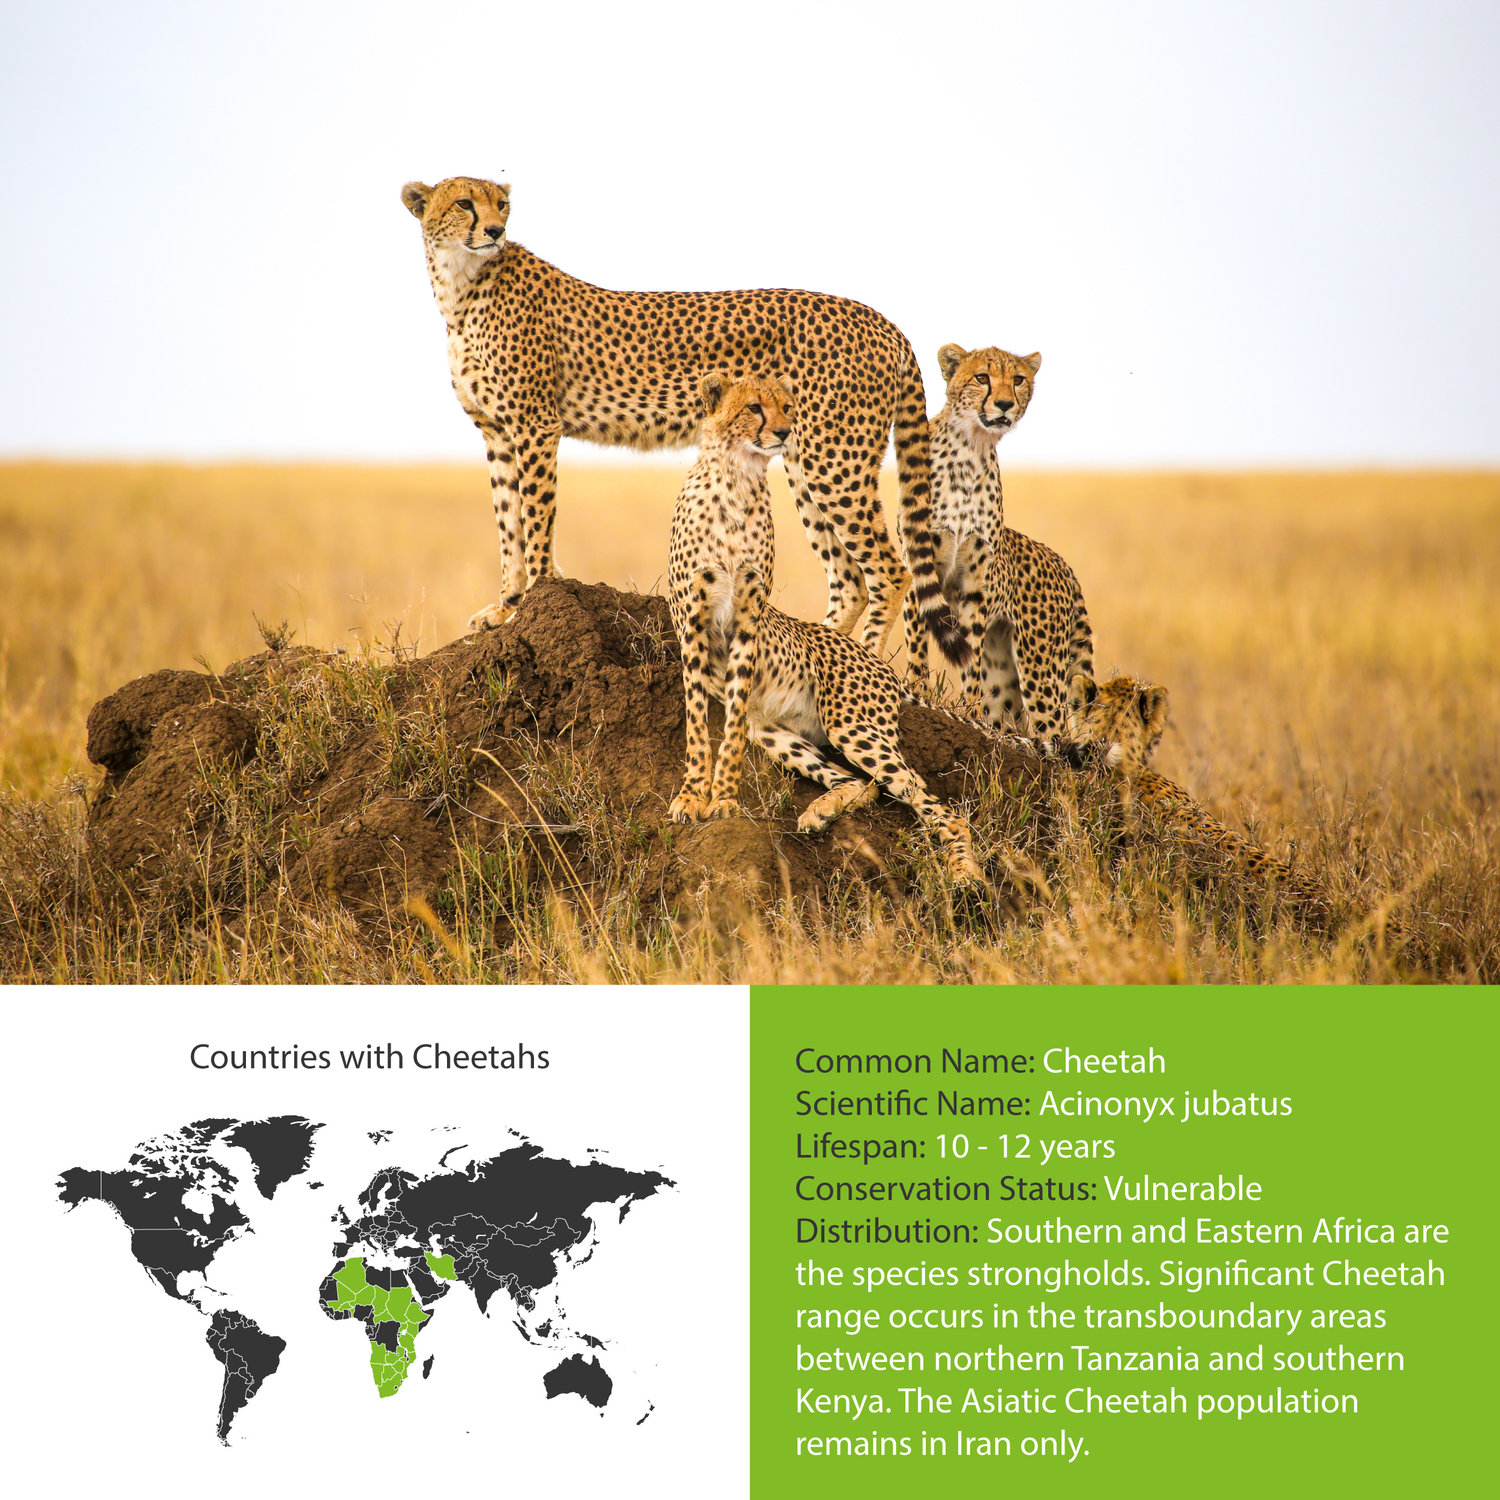 Countries with Cheetahs
Common Name: Cheetah
Scientific Name: Acinonyx jubatus
Lifespan: 10 - 12 years
Conservation Status: Vulnerable
Distribution: Southern and Eastern Africa are
the species strongholds. Significant Cheetah
range occurs in the transboundary areas
between northern Tanzania and southern
Kenya. The Asiatic Cheetah population
remains in Iran only.